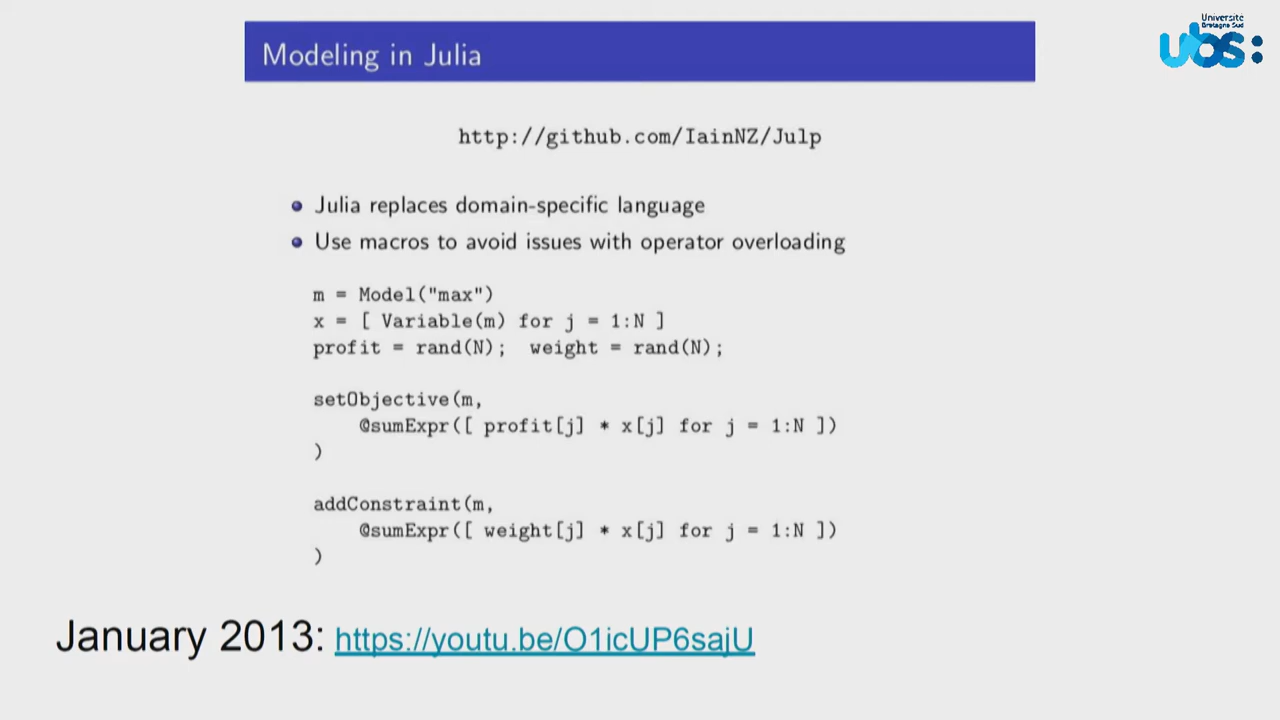 Modeling in Julia
Université
Bretagne Sud
ubs:
http://github.com/IainNZ/Julp
Julia replaces domain-specific language
Use macros to avoid issues with operator overloading
m = Model("max")
x = [ Variable(m) for j = 1:N ]
profit = rand(N); weight = rand(N);
setObjective(m,
@sumExpr([ profit[j] * x[j] for j = 1:N ])
)
addConstraint(m,
@sumExpr([ weight[j] * x[j] for j = 1:N ])
)
January 2013: https://youtu.be/O1icUP6sajU